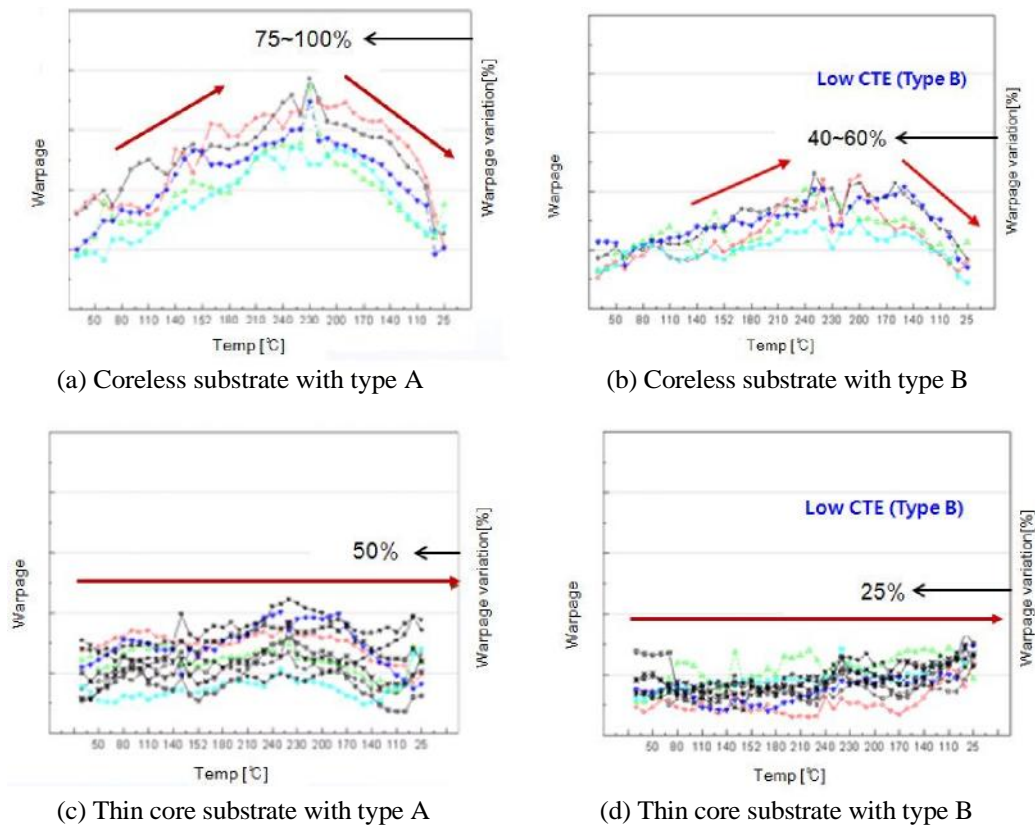 75~100%
Warpage
Warpage variation[%]
50 80 110 140 152 180 210 240 230 200 140 110 25
Temp [℃]
(a) Coreless substrate with type A
Low CTE (Type B)
40~60%
Warpage
Warpage variation[%]
50 80 110 140 152 180 210 240 260 200 170 140 110 25
Temp [℃]
(b) Coreless substrate with type B
50%
Warpage
Warpage variation[%]
50 80 110 140 152 180 210 240 230 200 170 140 110 25
Temp [℃]
(c) Thin core substrate with type A
Low CTE (Type B)
25%
Warpage
Warpage variation[%]
50 80 110 140 152 180 210 240 230 200 170 140 110 25
Temp [℃]
(d) Thin core substrate with type B